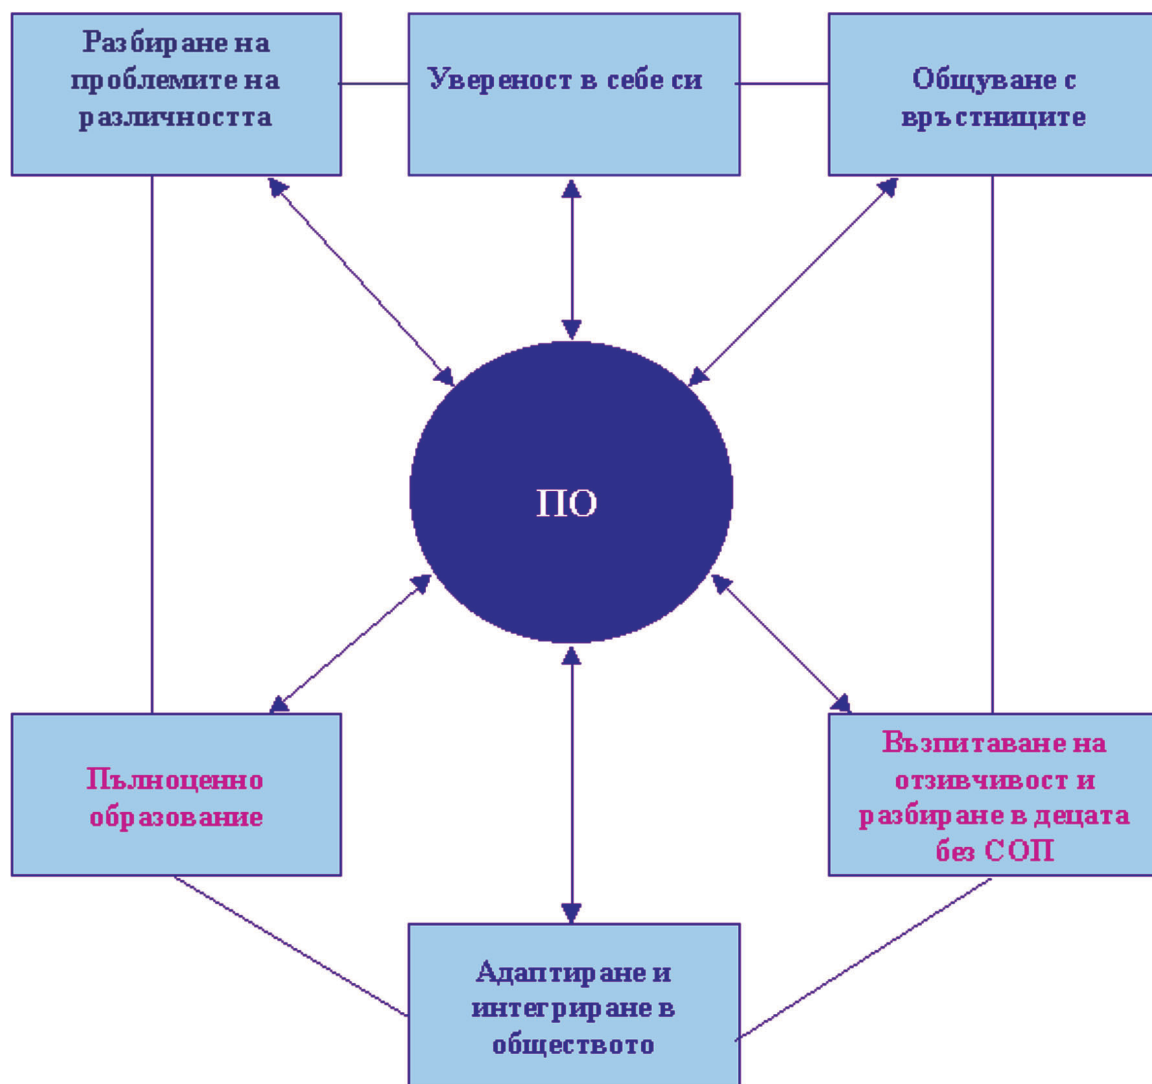 Разбиране на
проблемите на
различността
Увереност в себе си
Общуване с
връстниците
ПО
Пълноценно
образование
Възпитаване на
отзивчивост и
разбиране в децата
без СОП
Адаптиране и
интегриране в
обществото